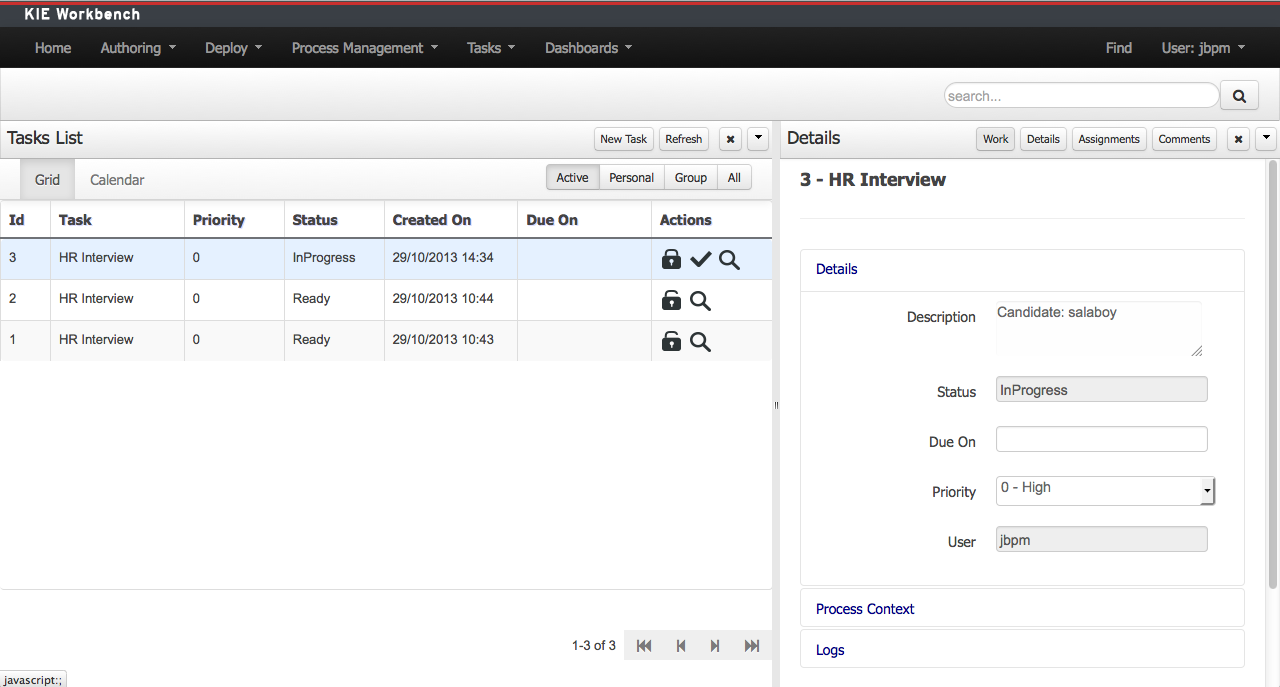 KIE Workbench
Home Authoring Deploy Process Management Tasks Dashboards Find User: jbpm
search...
Tasks List New Task Refresh
Grid Calendar Active Personal Group All
Id Task Priority Status Created On Due On Actions
3 HR Interview 0 InProgress 29/10/2013 14:34
2 HR Interview 0 Ready 29/10/2013 10:44
1 HR Interview 0 Ready 29/10/2013 10:43
1-3 of 3
javascript:;
Details Work Details Assignments Comments
3 - HR Interview
Details
Description Candidate: salaboy
Status InProgress
Due On
Priority 0 - High
User jbpm
Process Context
Logs